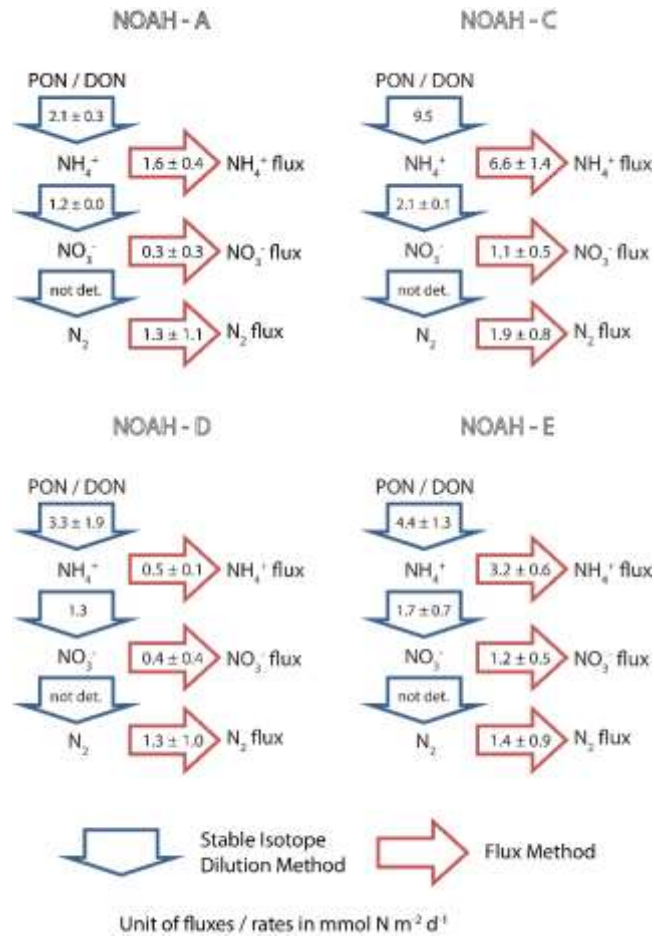 NOAH - A
NOAH - C
PON / DON
PON / DON
2.1 ± 0.3
9.5
NH₄⁺ 1.6 ± 0.4 NH₄⁺ flux
NH₄⁺ 6.6 ± 1.4 NH₄⁺ flux
1.2 ± 0.0
2.1 ± 0.1
NO₃⁻ 0.3 ± 0.3 NO₃⁻ flux
NO₃⁻ 1.1 ± 0.5 NO₃⁻ flux
not det.
not det.
N₂ 1.3 ± 1.1 N₂ flux
N₂ 1.9 ± 0.8 N₂ flux
NOAH - D
NOAH - E
PON / DON
PON / DON
3.3 ± 1.9
4.4 ± 1.3
NH₄⁺ 0.5 ± 0.1 NH₄⁺ flux
NH₄⁺ 3.2 ± 0.6 NH₄⁺ flux
1.3
1.7 ± 0.7
NO₃⁻ 0.4 ± 0.4 NO₃⁻ flux
NO₃⁻ 1.2 ± 0.5 NO₃⁻ flux
not det.
not det.
N₂ 1.3 ± 1.0 N₂ flux
N₂ 1.4 ± 0.9 N₂ flux
Stable Isotope
Dilution Method
Flux Method
Unit of fluxes / rates in mmol N m⁻² d⁻¹